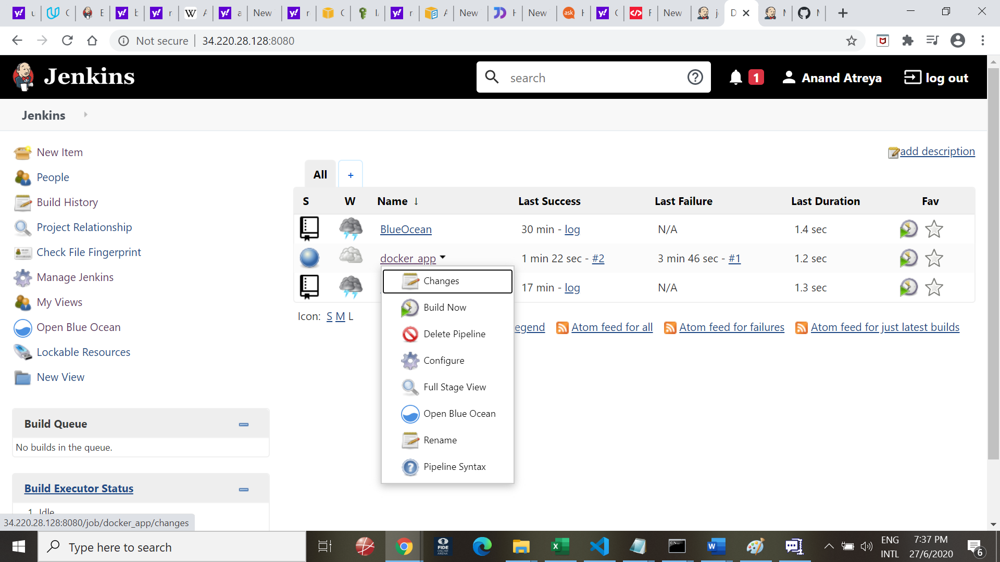 New
New
New
New
Not secure
34.220.28.128:8080
Jenkins
search
1
Anand Atreya
log out
Jenkins
New Item
People
Build History
Project Relationship
Check File Fingerprint
Manage Jenkins
My Views
Open Blue Ocean
Lockable Resources
New View
Build Queue
No builds in the queue.
Build Executor Status
1 Idle
34.220.28.128:8080/job/docker_app/changes
add description
All
+
S W Name ↓ Last Success Last Failure Last Duration Fav
BlueOcean 30 min - log N/A 1.4 sec
docker_app 1 min 22 sec - #2 3 min 46 sec - #1 1.2 sec
17 min - log N/A 1.3 sec
Icon: S M L
egend Atom feed for all Atom feed for failures Atom feed for just latest builds
Changes
Build Now
Delete Pipeline
Configure
Full Stage View
Open Blue Ocean
Rename
Pipeline Syntax
Type here to search
FIDE
ONLINE
ARENA
ENG
INTL
7:37 PM
27/6/2020
6